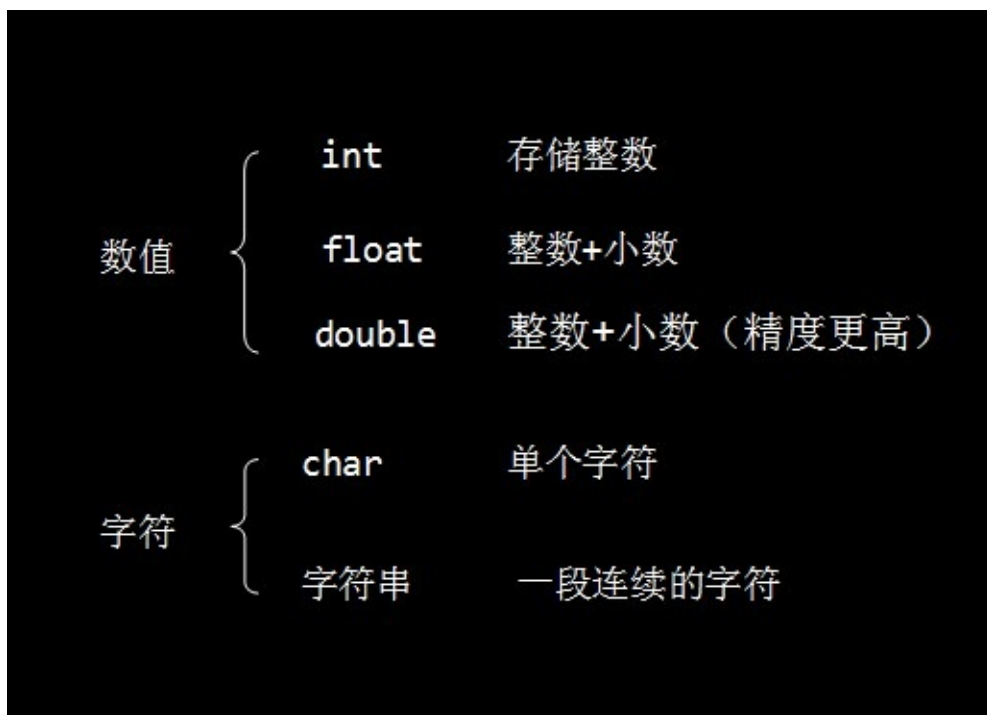 int 存储整数
数值
float 整数+小数
double 整数+小数（精度更高）
char 单个字符
字符
字符串 一段连续的字符